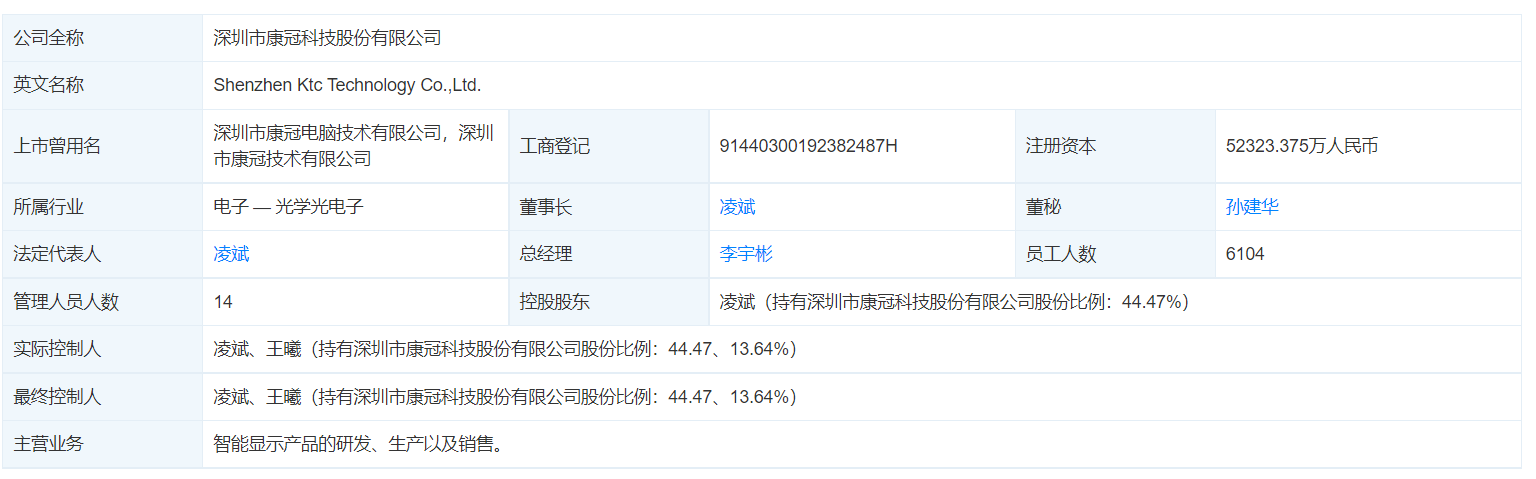 公司全称 深圳市康冠科技股份有限公司
英文名称 Shenzhen Ktc Technology Co.,Ltd.
上市曾用名 深圳市康冠电脑技术有限公司，深圳
市康冠技术有限公司 工商登记 91440300192382487H 注册资本 52323.375万人民币
所属行业 电子 — 光学光电子 董事长 凌斌 董秘 孙建华
法定代表人 凌斌 总经理 李宇彬 员工人数 6104
管理人员人数 14 控股股东 凌斌（持有深圳市康冠科技股份有限公司股份比例：44.47%）
实际控制人 凌斌、王曦（持有深圳市康冠科技股份有限公司股份比例：44.47、13.64%）
最终控制人 凌斌、王曦（持有深圳市康冠科技股份有限公司股份比例：44.47、13.64%）
主营业务 智能显示产品的研发、生产以及销售。